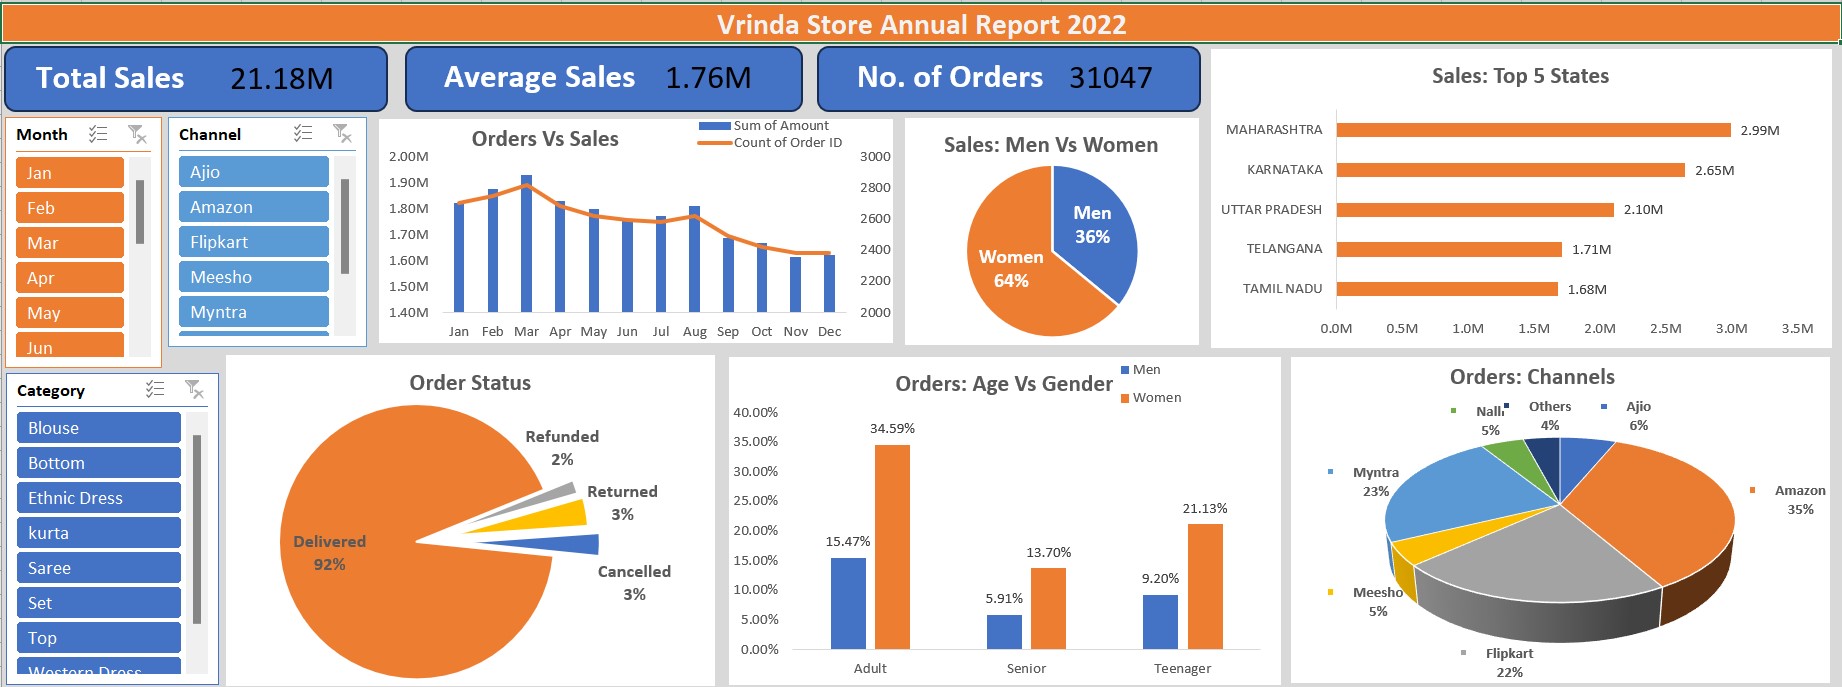 Vrinda Store Annual Report 2022
Total Sales 21.18M
Average Sales 1.76M
No. of Orders 31047
Month
Jan
Feb
Mar
Apr
May
Jun
Channel
Ajio
Amazon
Flipkart
Meesho
Myntra
Orders Vs Sales
Sum of Amount
Count of Order ID
2.00M
1.90M
1.80M
1.70M
1.60M
1.50M
1.40M
3000
2800
2600
2400
2200
2000
Jan Feb Mar Apr May Jun Jul Aug Sep Oct Nov Dec
Sales: Men Vs Women
Men
36%
Women
64%
Sales: Top 5 States
MAHARASHTRA 2.99M
KARNATAKA 2.65M
UTTAR PRADESH 2.10M
TELANGANA 1.71M
TAMIL NADU 1.68M
0.0M 0.5M 1.0M 1.5M 2.0M 2.5M 3.0M 3.5M
Category
Blouse
Bottom
Ethnic Dress
kurta
Saree
Set
Top
Western Dress
Order Status
Refunded
2%
Returned
3%
Delivered
92%
Cancelled
3%
Orders: Age Vs Gender
Men
Women
40.00%
35.00%
30.00%
25.00%
20.00%
15.00%
10.00%
5.00%
0.00%
15.47%
34.59%
5.91%
13.70%
9.20%
21.13%
Adult Senior Teenager
Orders: Channels
Nalli
5%
Others
4%
Ajio
6%
Myntra
23%
Amazon
35%
Meesho
5%
Flipkart
22%